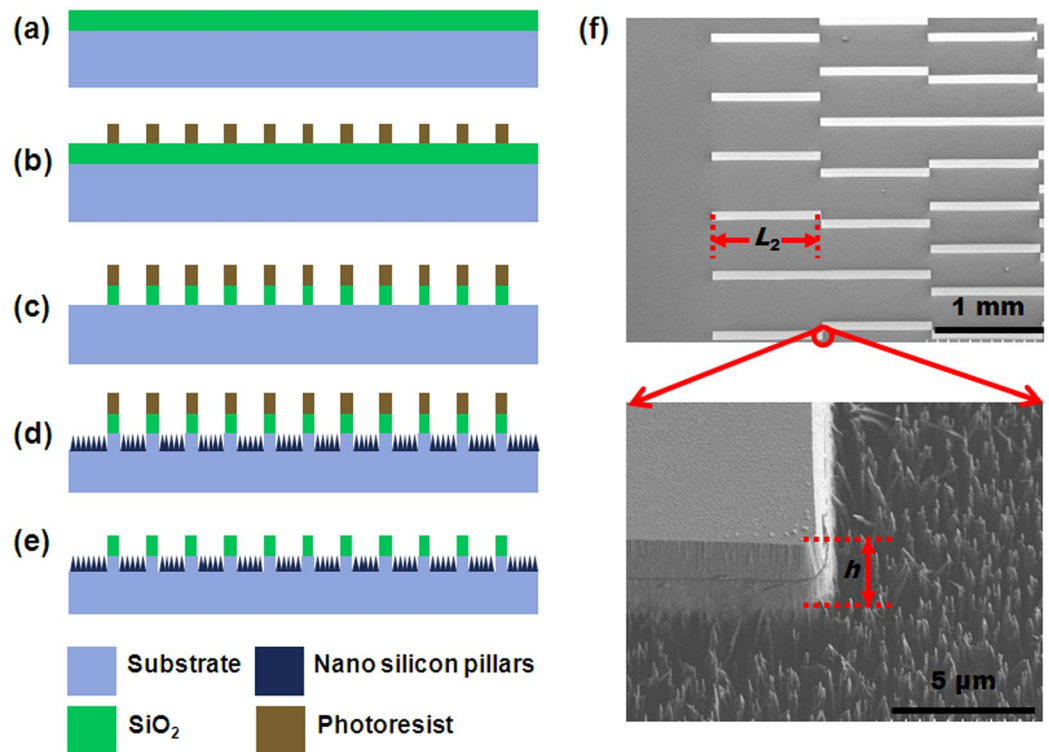 (a)
(b)
(c)
(d)
(e)
Substrate
Nano silicon pillars
SiO₂
Photoresist
(f)
L₂
1 mm
h
5 μm